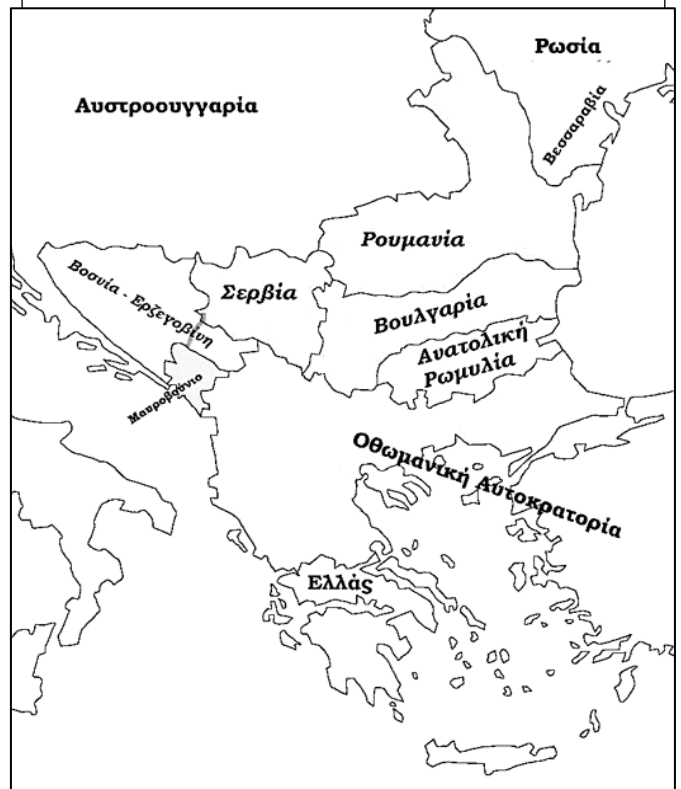 Ρωσία
Αυστροουγγαρία
Βεσσαραβία
Ρουμανία
Βοσνία - Ερζεγοβίνη
Σερβία
Βουλγαρία
Ανατολική
Ρωμυλία
Μαυροβούνιο
Οθωμανική Αυτοκρατορία
Ελλάς